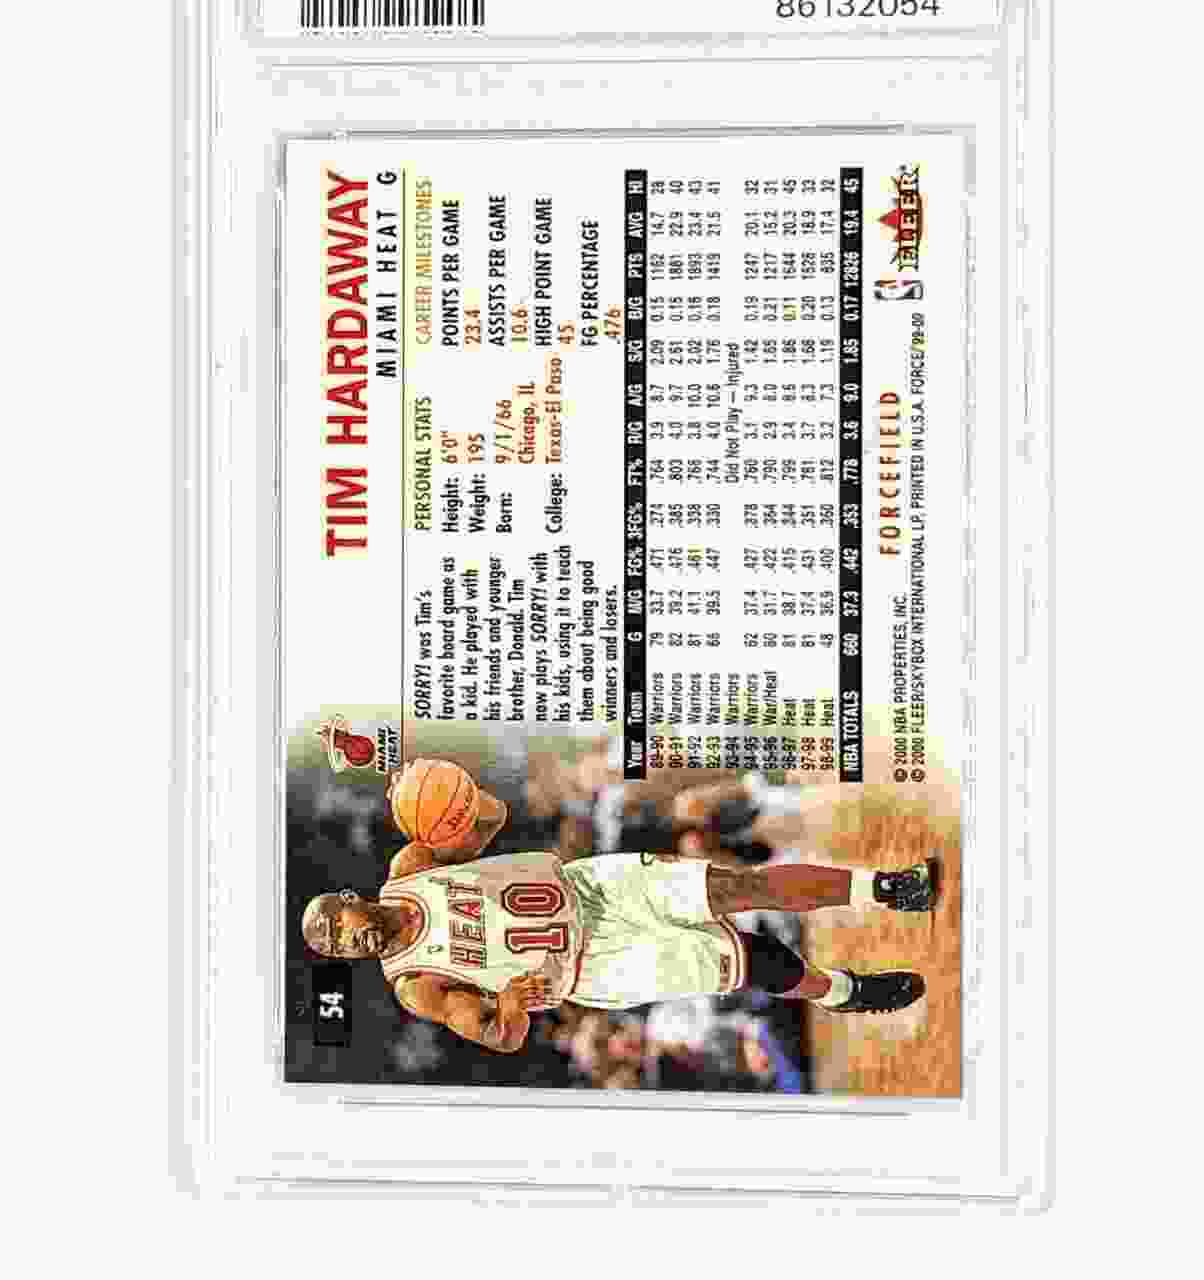 86132054
TIM HARDAWAY
MIAMI HEAT G
MIAMI
HEAT
54
HEAT
10
SORRY! was Tim's
favorite board game as
a kid. He played with
his friends and younger
brother, Donald. Tim
now plays SORRY! with
his kids, using it to teach
them about being good
winners and losers.
PERSONAL STATS
Height: 6'0"
Weight: 195
Born: 9/1/66
Chicago, IL
College: Texas-El Paso
CAREER MILESTONES
POINTS PER GAME
23.4
ASSISTS PER GAME
10.6
HIGH POINT GAME
45
FG PERCENTAGE
.476
Year Team G M/G FG% 3FG% FT% R/G A/G S/G B/G PTS AVG HI
89-90 Warriors 79 33.7 .471 .274 .764 3.9 8.7 2.09 0.15 1162 14.7 28
90-91 Warriors 82 39.2 .476 .385 .803 4.0 9.7 2.61 0.15 1881 22.9 40
91-92 Warriors 81 41.1 .461 .338 .766 3.8 10.0 2.02 0.16 1893 23.4 43
92-93 Warriors 66 39.5 .447 .330 .744 4.0 10.6 1.76 0.18 1419 21.5 41
93-94 Warriors Did Not Play — Injured
94-95 Warriors 62 37.4 .427 .378 .760 3.1 9.3 1.42 0.19 1247 20.1 32
95-96 War/Heat 80 31.7 .422 .364 .790 2.9 8.0 1.65 0.21 1217 15.2 31
96-97 Heat 81 38.7 .415 .344 .799 3.4 8.6 1.86 0.11 1644 20.3 45
97-98 Heat 81 37.4 .431 .351 .781 3.7 8.3 1.68 0.20 1528 18.9 33
98-99 Heat 48 36.9 .400 .360 .812 3.2 7.3 1.19 0.13 835 17.4 32
NBA TOTALS 660 37.3 .442 .353 .778 3.6 9.0 1.85 0.17 12826 19.4 45
FORCEFIELD
FLEER
© 2000 NBA PROPERTIES, INC.
© 2000 FLEER/SKYBOX INTERNATIONAL LP, PRINTED IN U.S.A. FORCE/99-00